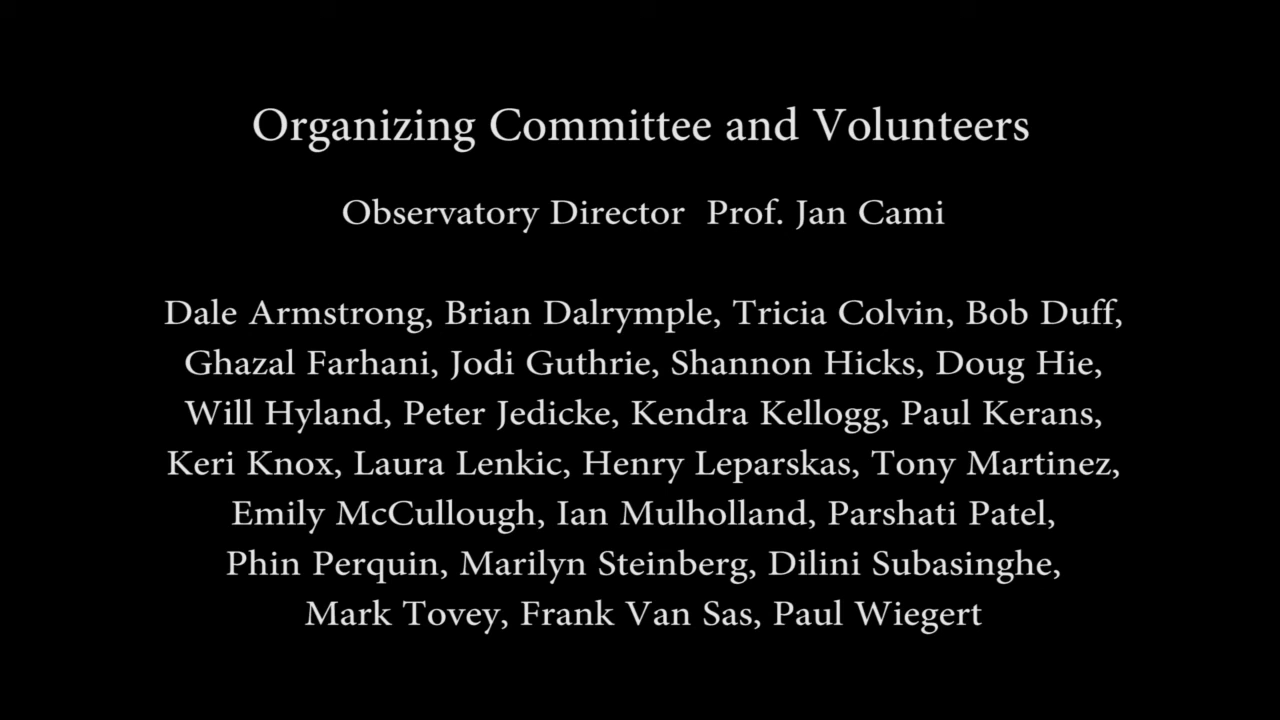 Organizing Committee and Volunteers
Observatory Director Prof. Jan Cami
Dale Armstrong, Brian Dalrymple, Tricia Colvin, Bob Duff,
Ghazal Farhani, Jodi Guthrie, Shannon Hicks, Doug Hie,
Will Hyland, Peter Jedicke, Kendra Kellogg, Paul Kerans,
Keri Knox, Laura Lenkic, Henry Leparskas, Tony Martinez,
Emily McCullough, Ian Mulholland, Parshati Patel,
Phin Perquin, Marilyn Steinberg, Dilini Subasinghe,
Mark Tovey, Frank Van Sas, Paul Wiegert